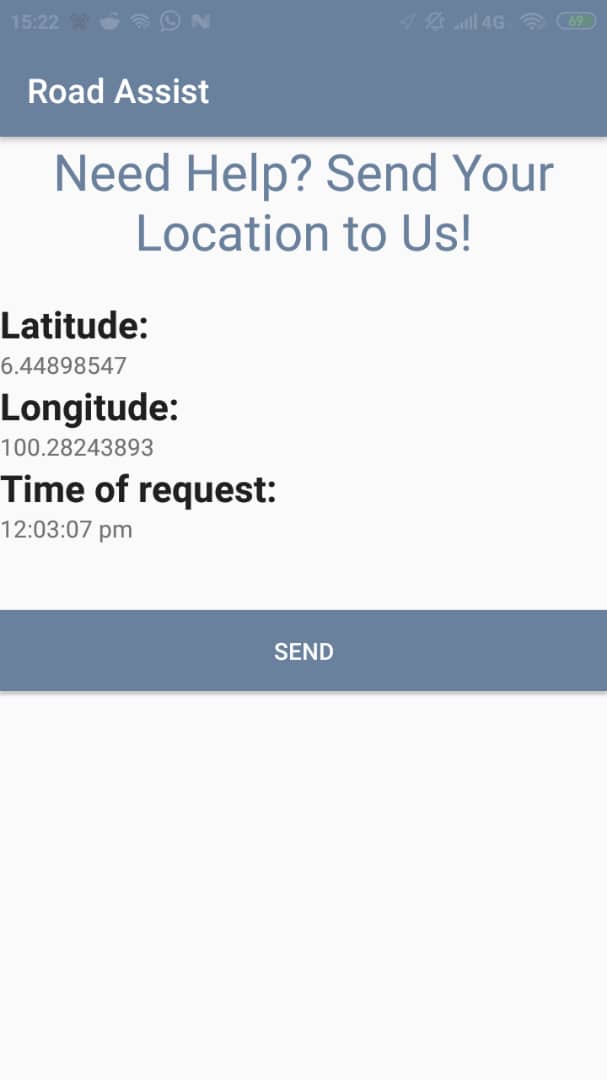 15:22 4G 69
Road Assist
Need Help? Send Your
Location to Us!
Latitude:
6.44898547
Longitude:
100.28243893
Time of request:
12:03:07 pm
SEND